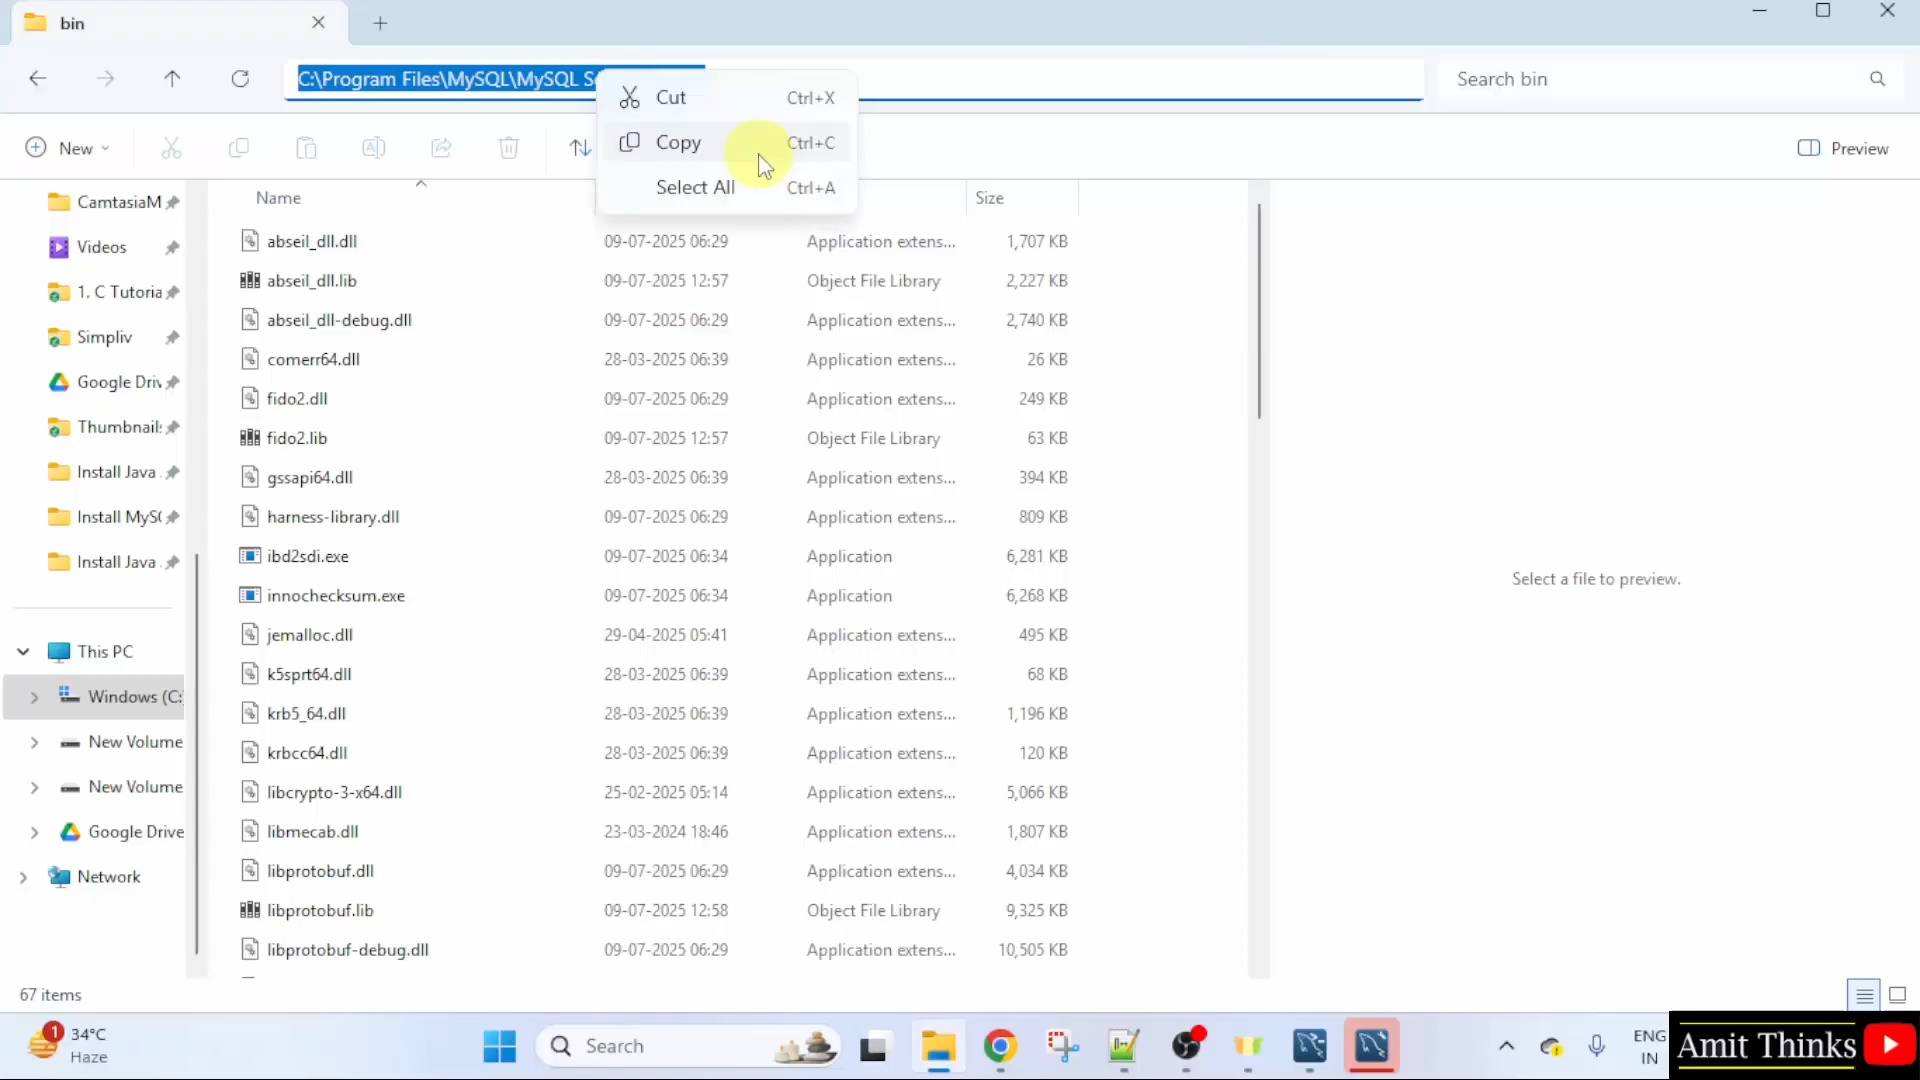 bin
C:\Program Files\MySQL\MySQL
Search bin
Cut Ctrl+X
Copy Ctrl+C
Select All Ctrl+A
New
Preview
Name Size
CamtasiaM
Videos
1. C Tutoria
Simpliv
Google Driv
Thumbnail
Install Java
Install MyS
Install Java
This PC
Windows (C:
New Volume
New Volume
Google Drive
Network
abseil_dll.dll 09-07-2025 06:29 Application extens... 1,707 KB
abseil_dll.lib 09-07-2025 12:57 Object File Library 2,227 KB
abseil_dll-debug.dll 09-07-2025 06:29 Application extens... 2,740 KB
comerr64.dll 28-03-2025 06:39 Application extens... 26 KB
fido2.dll 09-07-2025 06:29 Application extens... 249 KB
fido2.lib 09-07-2025 12:57 Object File Library 63 KB
gssapi64.dll 28-03-2025 06:39 Application extens... 394 KB
harness-library.dll 09-07-2025 06:29 Application extens... 809 KB
ibd2sdi.exe 09-07-2025 06:34 Application 6,281 KB
innochecksum.exe 09-07-2025 06:34 Application 6,268 KB
jemalloc.dll 29-04-2025 05:41 Application extens... 495 KB
k5sprt64.dll 28-03-2025 06:39 Application extens... 68 KB
krb5_64.dll 28-03-2025 06:39 Application extens... 1,196 KB
krbcc64.dll 28-03-2025 06:39 Application extens... 120 KB
libcrypto-3-x64.dll 25-02-2025 05:14 Application extens... 5,066 KB
libmecab.dll 23-03-2024 18:46 Application extens... 1,807 KB
libprotobuf.dll 09-07-2025 06:29 Application extens... 4,034 KB
libprotobuf.lib 09-07-2025 12:58 Object File Library 9,325 KB
libprotobuf-debug.dll 09-07-2025 06:29 Application extens... 10,505 KB
Select a file to preview.
67 items
1
34°C
Haze
Search
ENG
IN
Amit Thinks